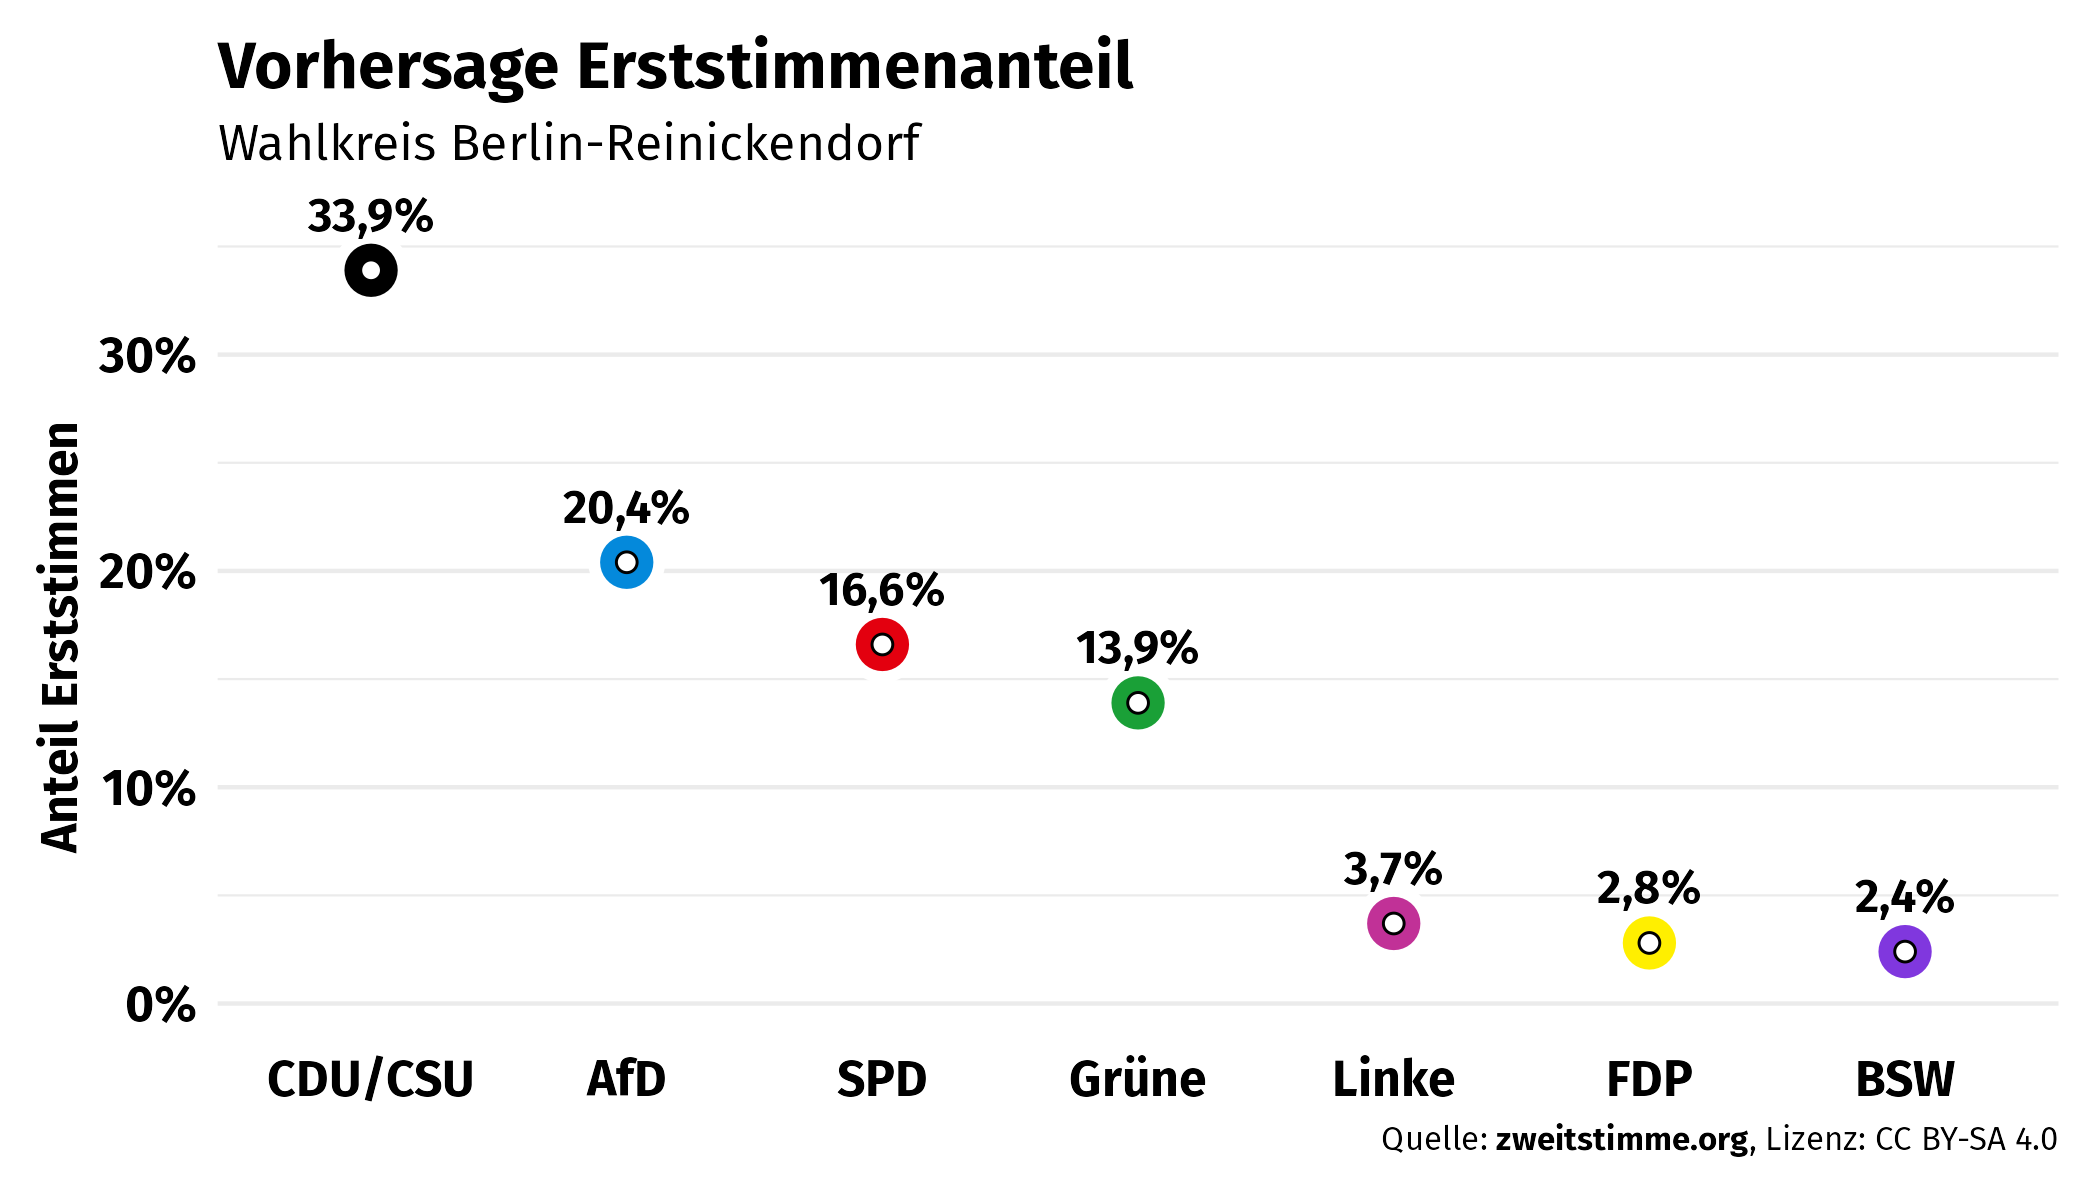 Vorhersage Erststimmenanteil
Wahlkreis Berlin-Reinickendorf
33,9%
30%
20,4%
20%
16,6%
13,9%
10%
3,7%
2,8%
2,4%
0%
Anteil Erststimmen
CDU/CSU AfD SPD Grüne Linke FDP BSW
Quelle: zweitstimme.org, Lizenz: CC BY-SA 4.0